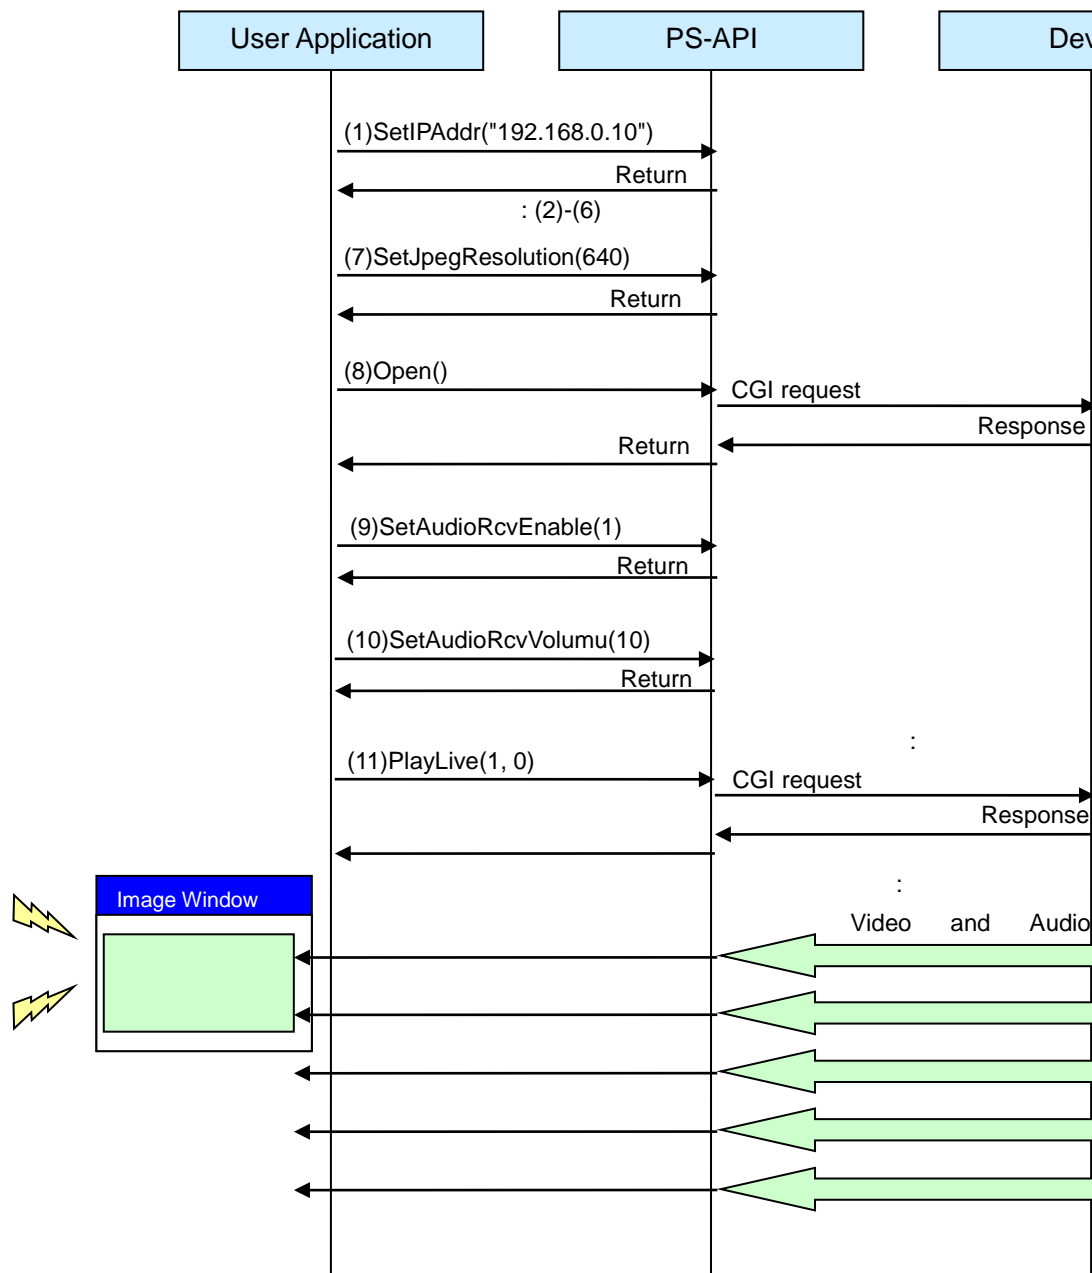 User Application
PS-API
Dev
(1)SetIPAddr("192.168.0.10")
Return
: (2)-(6)
(7)SetJpegResolution(640)
Return
(8)Open()
CGI request
Response
Return
(9)SetAudioRcvEnable(1)
Return
(10)SetAudioRcvVolumu(10)
Return
:
(11)PlayLive(1, 0)
CGI request
Response
:
Image Window
Video and Audio